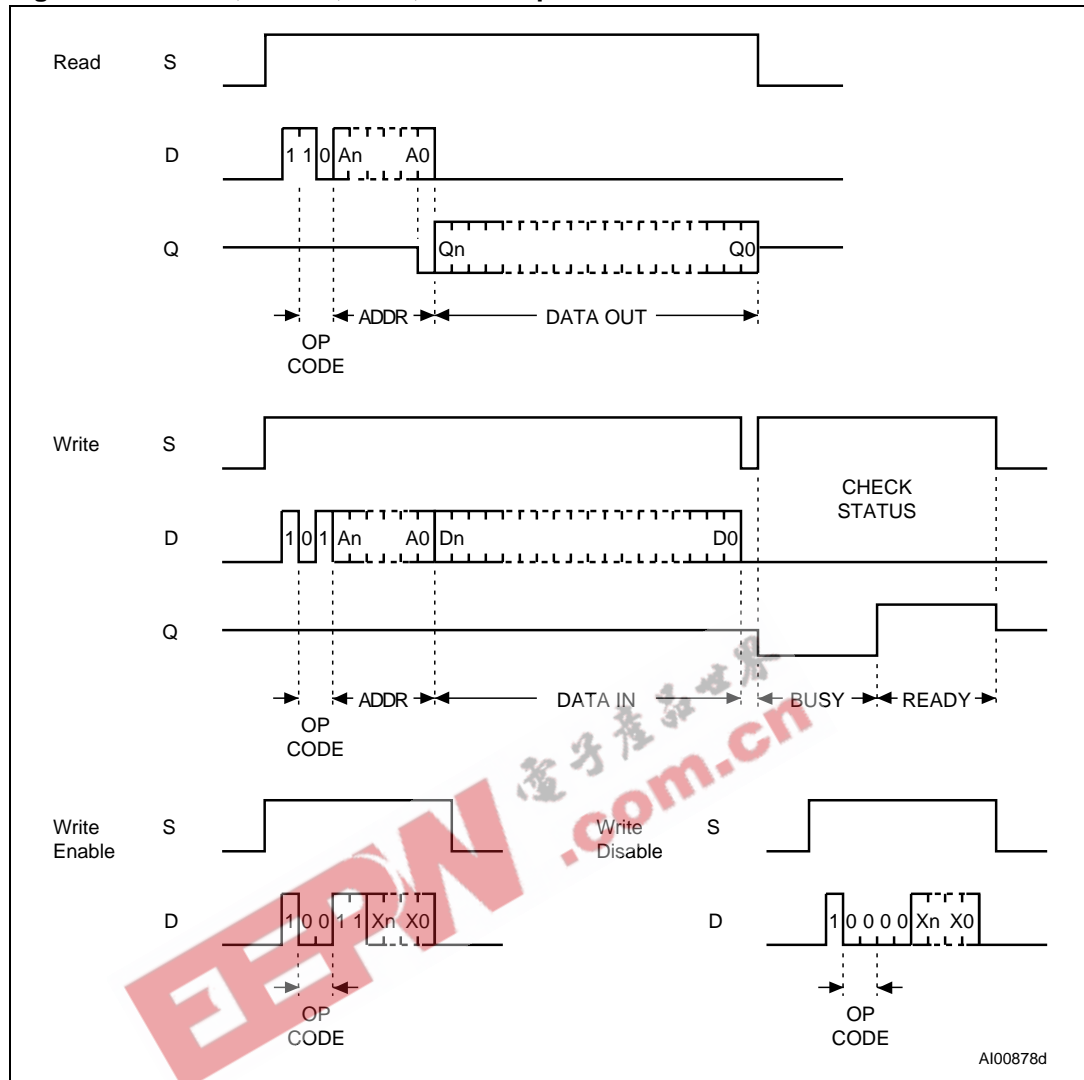 Read S
D 1 1 0 An A0
Q Qn Q0
ADDR DATA OUT
OP
CODE
Write S
CHECK
STATUS
D 1 0 1 An A0 Dn D0
Q
ADDR DATA IN BUSY READY
OP
CODE
電子產品世界
.com.cn
EEPW
Write S
Enable
Write S
Disable
D 1 0 0 1 1 Xn X0
D 1 0 0 0 0 Xn X0
OP
CODE
OP
CODE
AI00878d